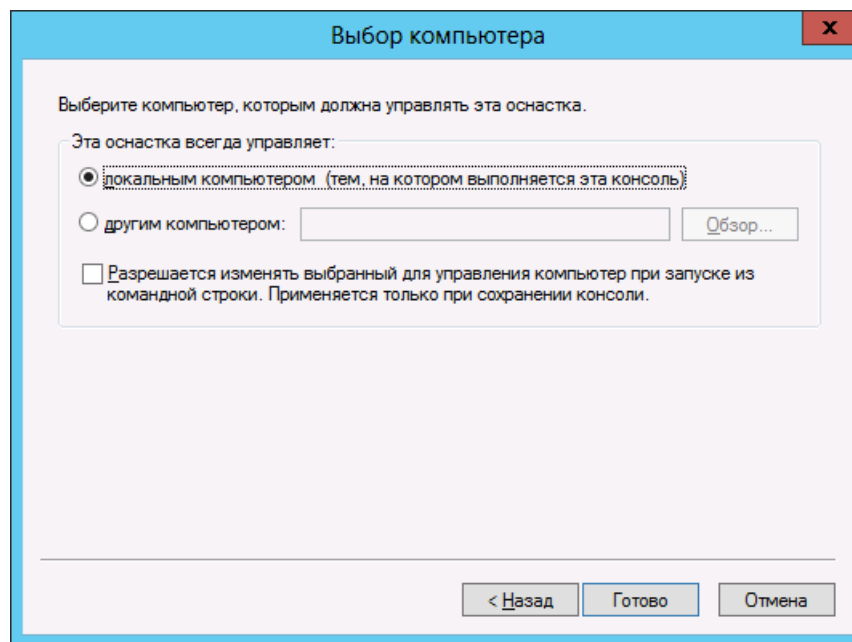 Выбор компьютера
x
Выберите компьютер, которым должна управлять эта оснастка.
Эта оснастка всегда управляет:
локальным компьютером (тем, на котором выполняется эта консоль)
другим компьютером:
Обзор...
Разрешается изменять выбранный для управления компьютер при запуске из
командной строки. Применяется только при сохранении консоли.
< Назад
Готово
Отмена